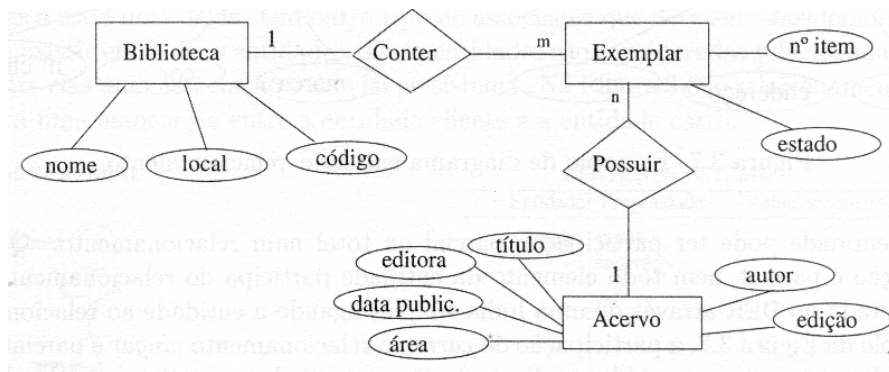 Biblioteca
1
Conter
m
Exemplar
nº item
n
estado
nome
local
código
Possuir
título
editora
1
autor
data public.
Acervo
edição
área